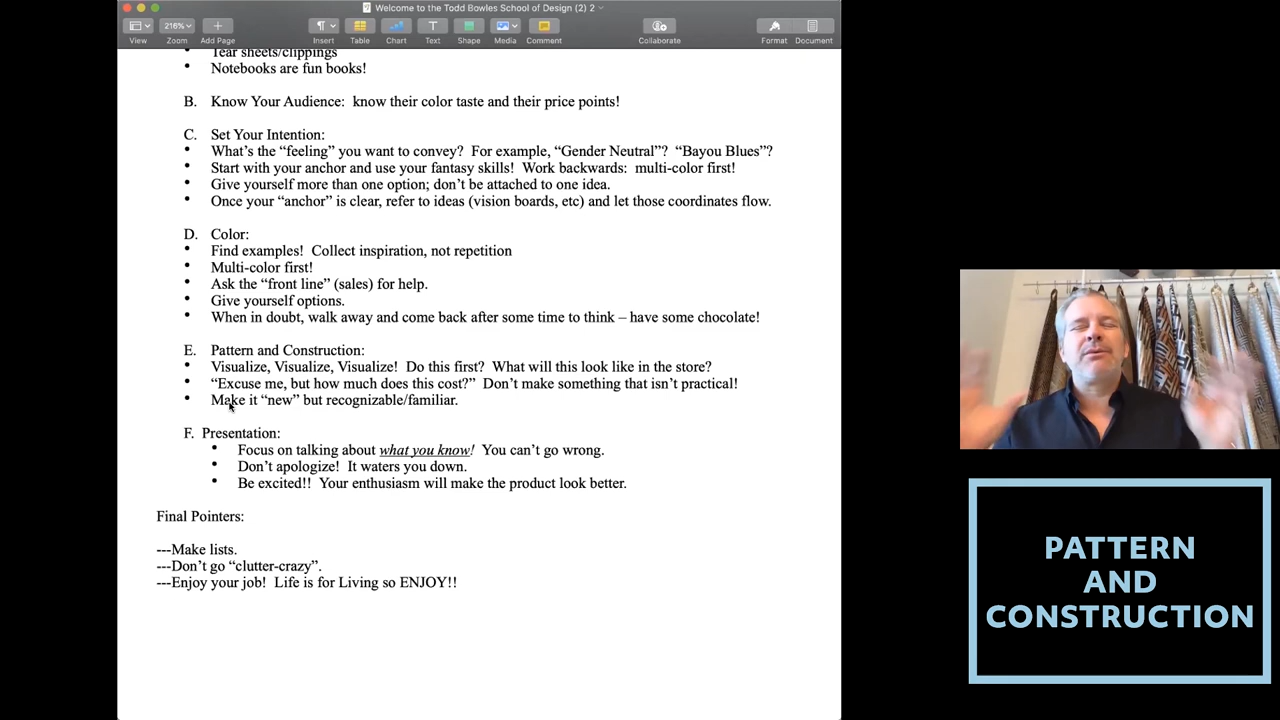 Welcome to the Todd Bowles School of Design (2) 2
216%
View
Zoom
Add Page
Insert
Table
Chart
Text
Shape
Media
Comment
Collaborate
Format
Document
• Tear sheets/clippings
• Notebooks are fun books!
B. Know Your Audience: know their color taste and their price points!
C. Set Your Intention:
• What's the “feeling” you want to convey? For example, “Gender Neutral”? “Bayou Blues”?
• Start with your anchor and use your fantasy skills! Work backwards: multi-color first!
• Give yourself more than one option; don't be attached to one idea.
• Once your “anchor” is clear, refer to ideas (vision boards, etc) and let those coordinates flow.
D. Color:
• Find examples! Collect inspiration, not repetition
• Multi-color first!
• Ask the “front line” (sales) for help.
• Give yourself options.
• When in doubt, walk away and come back after some time to think – have some chocolate!
E. Pattern and Construction:
• Visualize, Visualize, Visualize! Do this first? What will this look like in the store?
• “Excuse me, but how much does this cost?” Don't make something that isn't practical!
• Make it “new” but recognizable/familiar.
F. Presentation:
• Focus on talking about what you know! You can't go wrong.
• Don't apologize! It waters you down.
• Be excited!! Your enthusiasm will make the product look better.
Final Pointers:
---Make lists.
---Don't go “clutter-crazy”.
---Enjoy your job! Life is for Living so ENJOY!!
PATTERN
AND
CONSTRUCTION